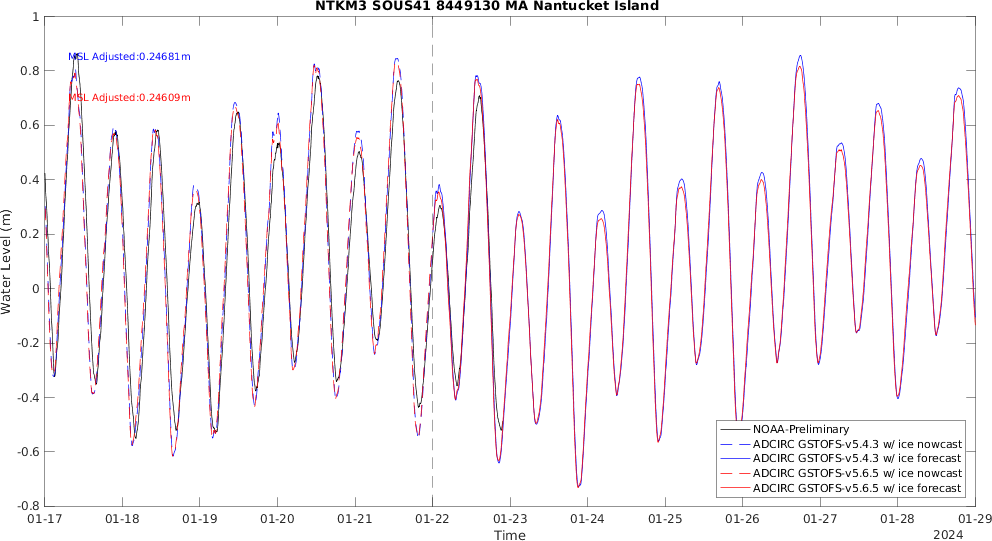 NTKM3 SOUS41 8449130 MA Nantucket Island
1
0.8
0.6
0.4
0.2
0
-0.2
-0.4
-0.6
-0.8
Water Level (m)
MSL Adjusted:0.24681m
MSL Adjusted:0.24609m
NOAA-Preliminary
ADCIRC GSTOFS-v5.4.3 w/ ice nowcast
ADCIRC GSTOFS-v5.4.3 w/ ice forecast
ADCIRC GSTOFS-v5.6.5 w/ ice nowcast
ADCIRC GSTOFS-v5.6.5 w/ ice forecast
01-17 01-18 01-19 01-20 01-21 01-22 01-23 01-24 01-25 01-26 01-27 01-28 01-29
Time
2024